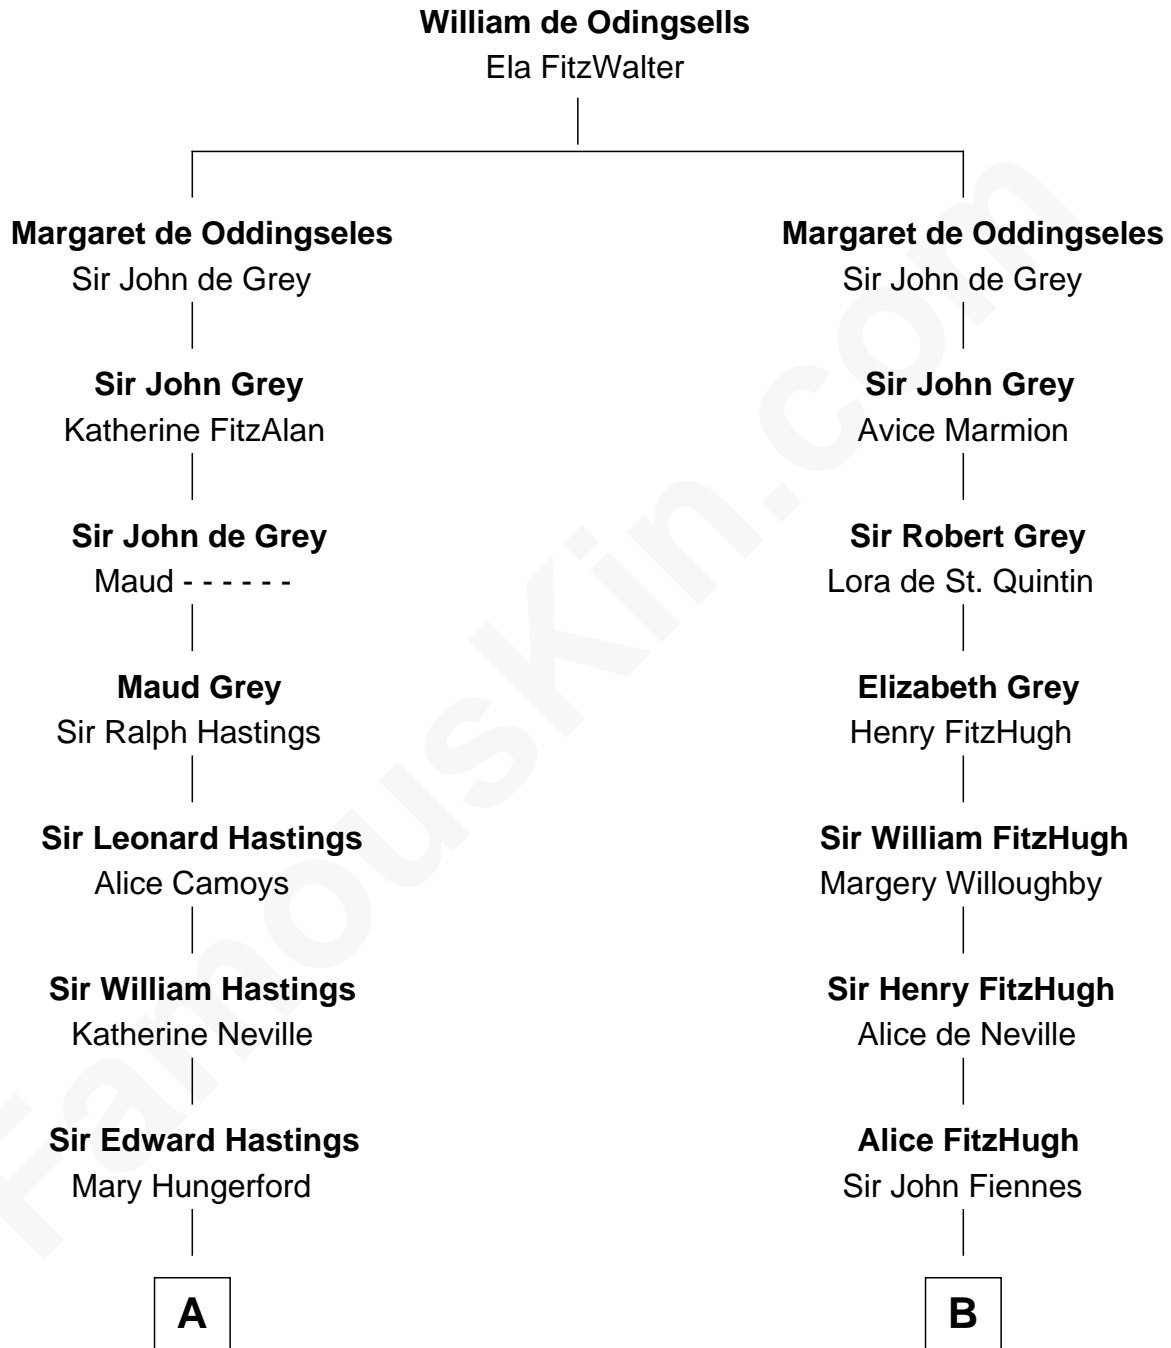 William de Odingsells
Ela FitzWalter
Margaret de Oddingseles
Sir John de Grey
Margaret de Oddingseles
Sir John de Grey
Sir John Grey
Katherine FitzAlan
Sir John Grey
Avice Marmion
Sir John de Grey
Maud - - - - - -
Sir Robert Grey
Lora de St. Quintin
Maud Grey
Sir Ralph Hastings
Elizabeth Grey
Henry FitzHugh
Sir Leonard Hastings
Alice Camoys
Sir William FitzHugh
Margery Willoughby
Sir William Hastings
Katherine Neville
Sir Henry FitzHugh
Alice de Neville
Sir Edward Hastings
Mary Hungerford
Alice FitzHugh
Sir John Fiennes
A
B
FamousKin.com